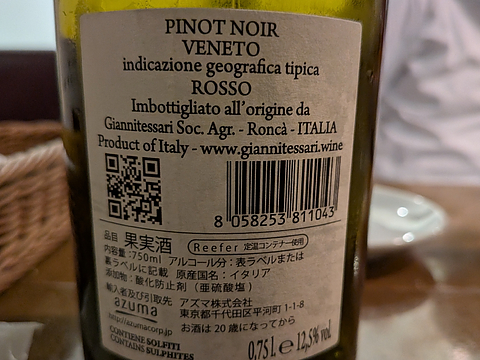 PINOT NOIR
VENETO
indicazione geografica tipica
ROSSO
Imbottigliato all'origine da
Giannitessari Soc. Agr. - Roncà - ITALIA
Product of Italy - www.giannitessari.wine
8 058253 811043
品目 果実酒 Reefer 定温コンテナー使用
内容量:750ml アルコール分:表ラベルまたは
裏ラベルに記載 原産国名:イタリア
添加物:酸化防止剤(亜硫酸塩)
輸入者及び引取先 アズマ株式会社
azuma 東京都千代田区平河町1-1-8
http://azumacorp.jp お酒は20歳になってから
CONTIENE SOLFITI
CONTAINS SULPHITES 0,75 l e 12,5% vol.